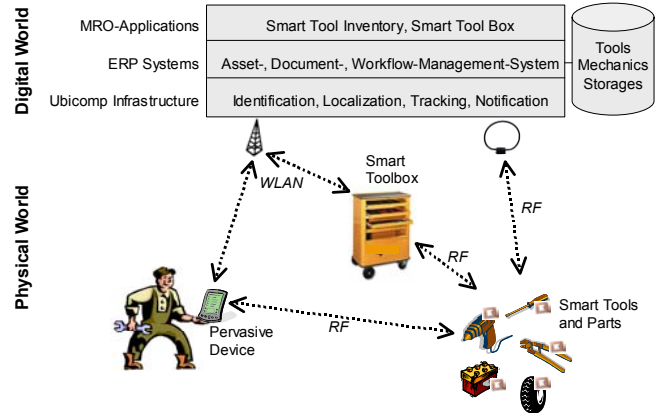 Digital World
MRO-Applications
Smart Tool Inventory, Smart Tool Box
ERP Systems
Asset-, Document-, Workflow-Management-System
Ubicomp Infrastructure
Identification, Localization, Tracking, Notification
Tools
Mechanics
Storages
Physical World
WLAN
Smart
Toolbox
RF
RF
RF
Pervasive
Device
Smart Tools
and Parts